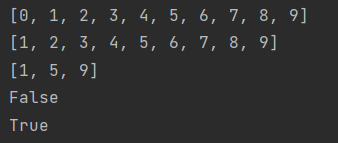 [0, 1, 2, 3, 4, 5, 6, 7, 8, 9]
[1, 2, 3, 4, 5, 6, 7, 8, 9]
[1, 5, 9]
False
True